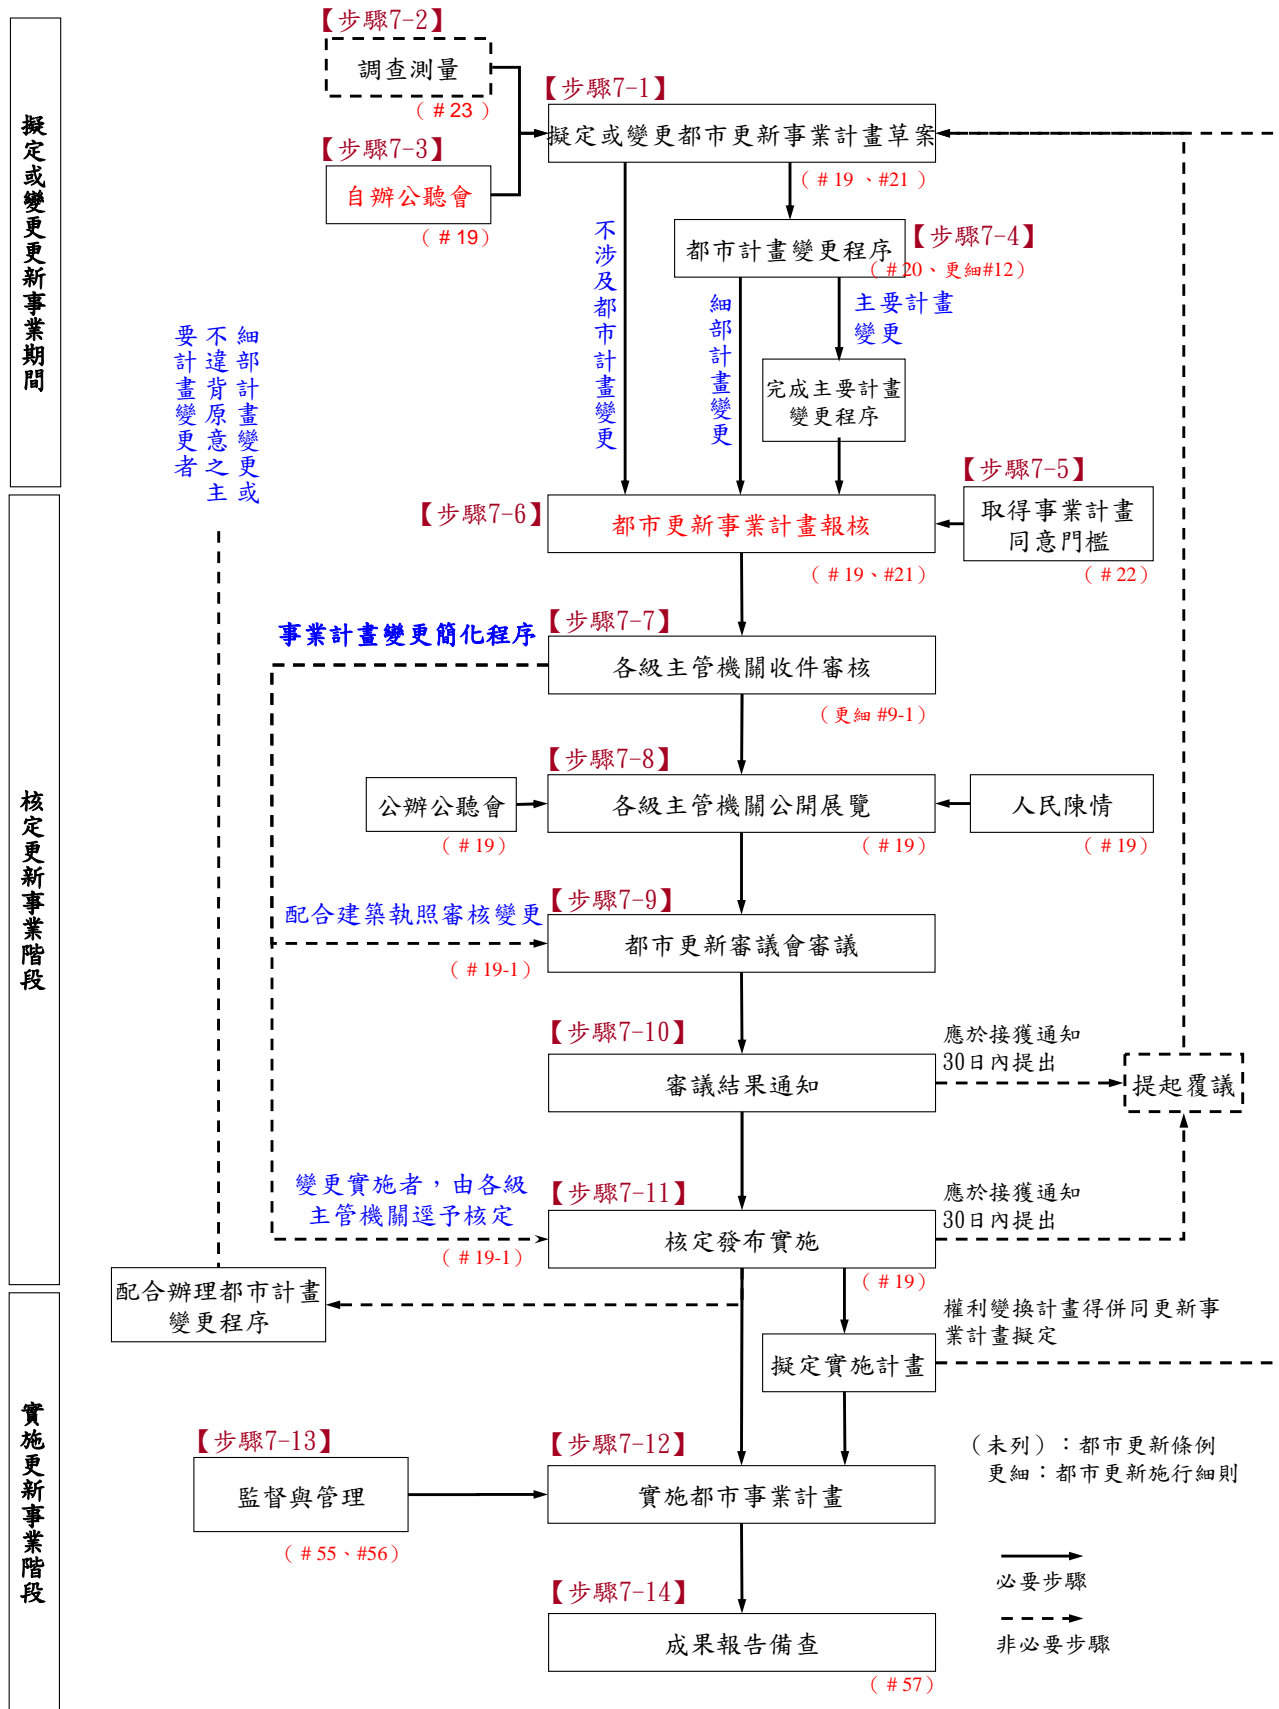 擬定或變更更新事業期間
【步驟7-2】
調查測量
（#23）
【步驟7-3】
自辦公聽會
（#19）
【步驟7-1】
擬定或變更都市更新事業計畫草案
（#19、#21）
不涉及都市計畫變更
【步驟7-4】
都市計畫變更程序
（#20、更細#12）
細部計畫變更
主要計畫
變更
完成主要計畫
變更程序
細部計畫變更或
不違背原意之主
要計畫變更者
核定更新事業階段
【步驟7-5】
取得事業計畫
同意門檻
（#22）
【步驟7-6】
都市更新事業計畫報核
（#19、#21）
事業計畫變更簡化程序
【步驟7-7】
各級主管機關收件審核
（更細 #9-1）
【步驟7-8】
公辦公聽會
（#19）
各級主管機關公開展覽
（#19）
人民陳情
（#19）
配合建築執照審核變更
（#19-1）
【步驟7-9】
都市更新審議會審議
【步驟7-10】
審議結果通知
應於接獲通知
30日內提出
提起覆議
變更實施者，由各級
主管機關逕予核定
（#19-1）
【步驟7-11】
核定發布實施
（#19）
應於接獲通知
30日內提出
配合辦理都市計畫
變更程序
擬定實施計畫
權利變換計畫得併同更新事
業計畫擬定
實施更新事業階段
【步驟7-13】
監督與管理
（#55、#56）
【步驟7-12】
實施都市事業計畫
（未列）：都市更新條例
更細：都市更新施行細則
【步驟7-14】
成果報告備查
（#57）
必要步驟
非必要步驟